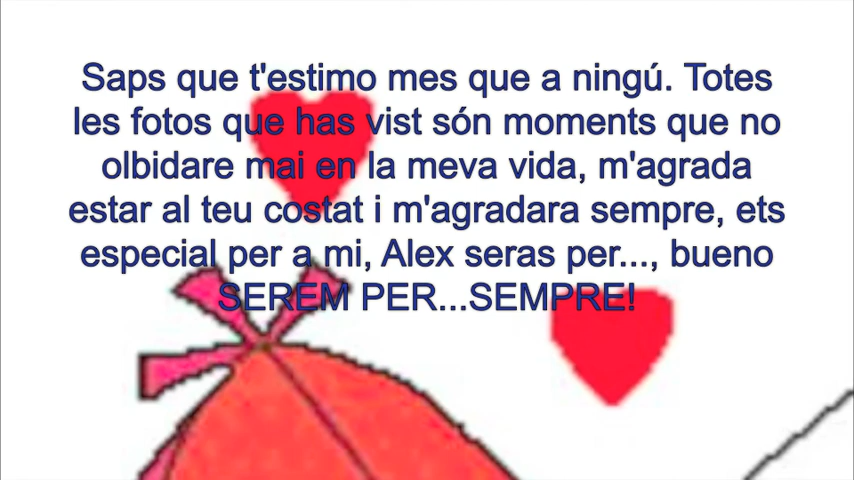 Saps que t'estimo mes que a ningú. Totes
les fotos que has vist són moments que no
olbidare mai en la meva vida, m'agrada
estar al teu costat i m'agradara sempre, ets
especial per a mi, Alex seras per..., bueno
SEREM PER...SEMPRE!